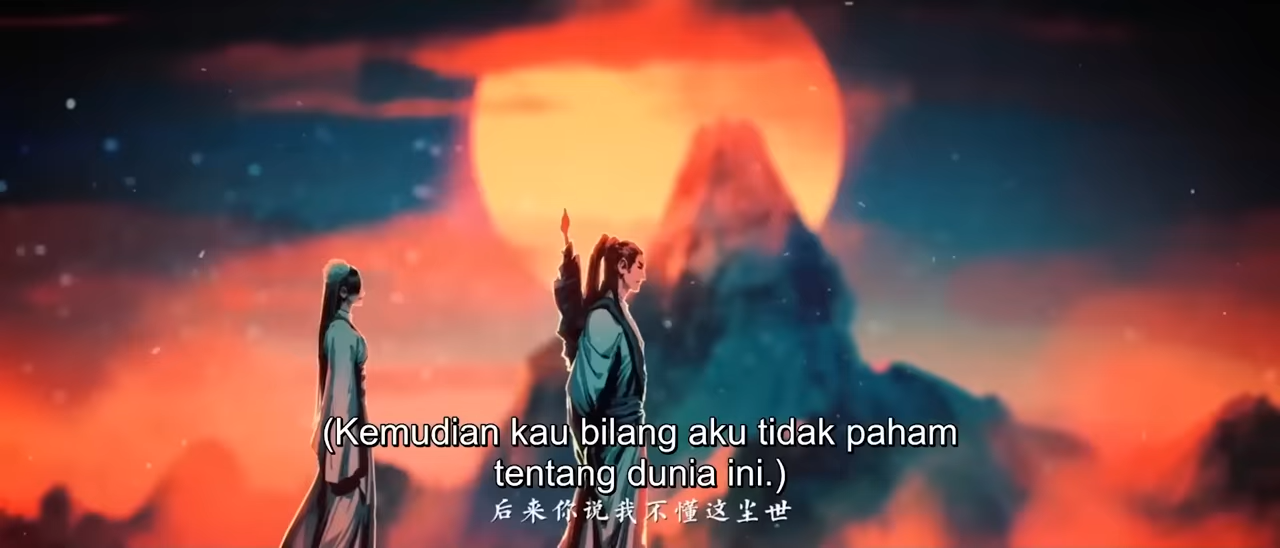 (Kemudian kau bilang aku tidak paham
tentang dunia ini.)
后来你说我不懂这尘世